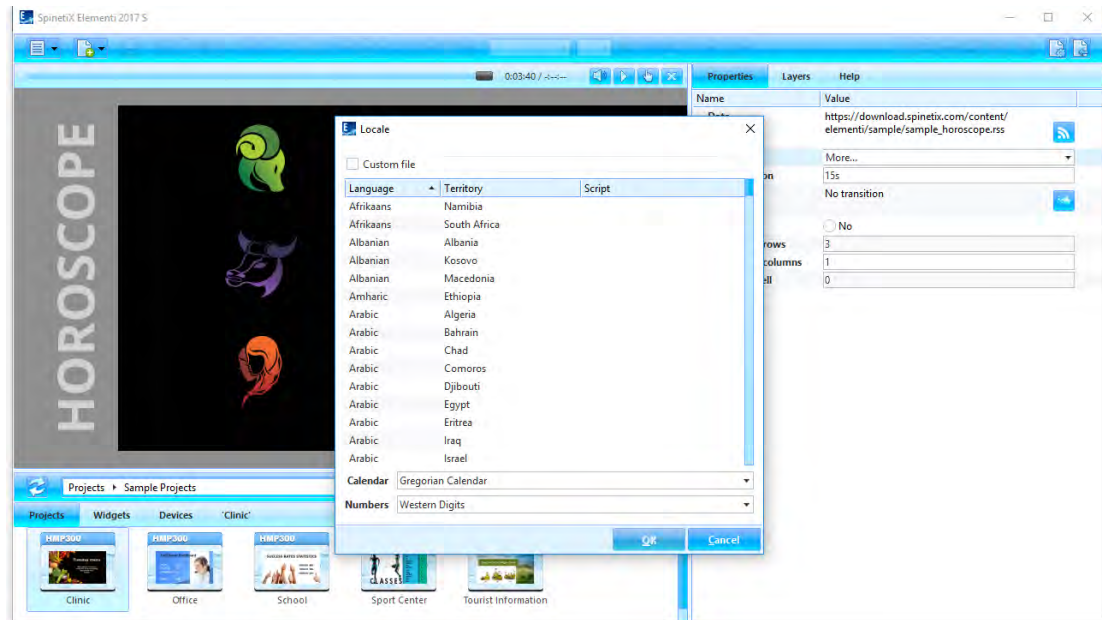 SpinetiX Elementi 2017 S
0:03:40 / -:--:--
Properties Layers Help
Name Value
https://download.spinetix.com/content/
elementi/sample/sample_horoscope.rss
More...
15s
No transition
No
rows 3
columns 1
0
HOROSCOPE
Locale
Custom file
Language Territory Script
Afrikaans Namibia
Afrikaans South Africa
Albanian Albania
Albanian Kosovo
Albanian Macedonia
Amharic Ethiopia
Arabic Algeria
Arabic Bahrain
Arabic Chad
Arabic Comoros
Arabic Djibouti
Arabic Egypt
Arabic Eritrea
Arabic Iraq
Arabic Israel
Calendar Gregorian Calendar
Numbers Western Digits
OK Cancel
Projects Sample Projects
Projects Widgets Devices 'Clinic'
HMP300 HMP300 HMP300
CLASSES
Clinic Office School Sport Center Tourist Information